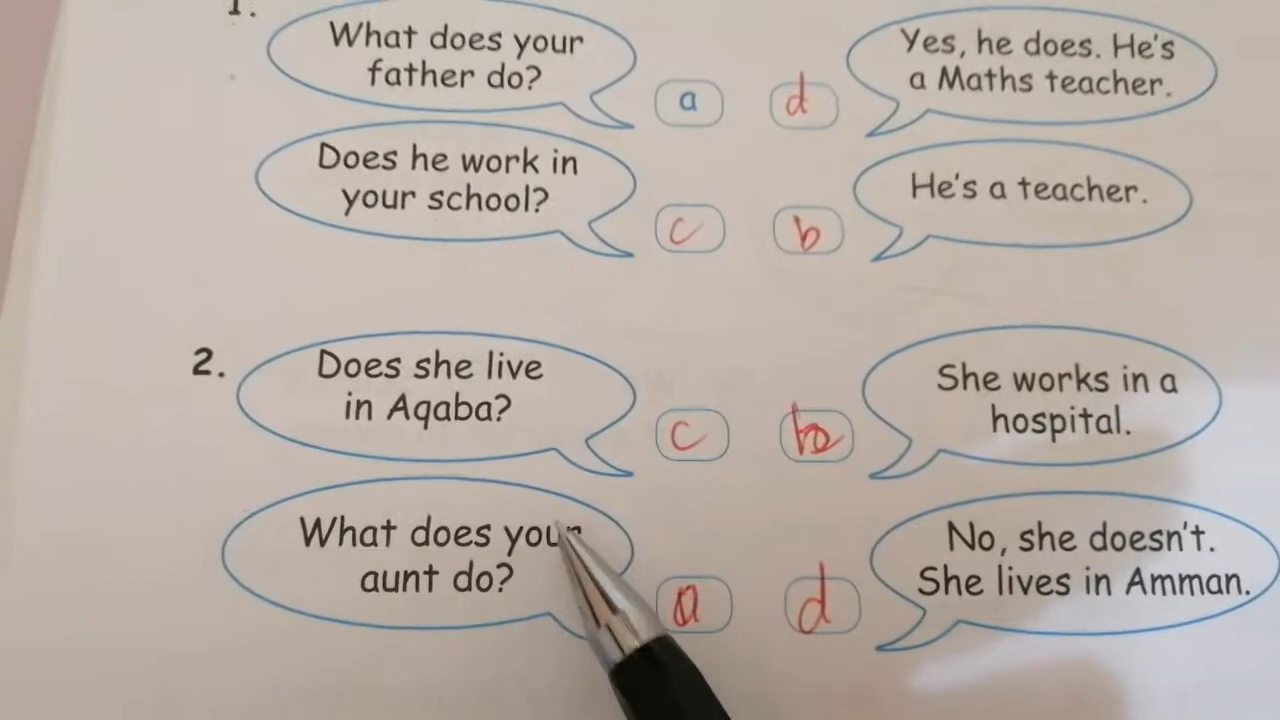 1.
What does your
father do?
a
d
Yes, he does. He's
a Maths teacher.
Does he work in
your school?
c
b
He's a teacher.
2.
Does she live
in Aqaba?
c
b
She works in a
hospital.
What does your
aunt do?
a
d
No, she doesn't.
She lives in Amman.